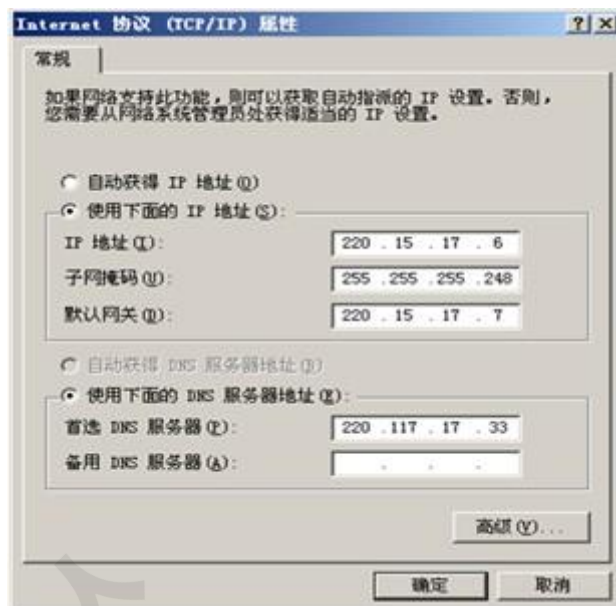 Internet 协议 (TCP/IP) 属性
常规
如果网络支持此功能，则可以获取自动指派的 IP 设置。否则，
您需要从网络系统管理员处获得适当的 IP 设置。
自动获得 IP 地址(O)
使用下面的 IP 地址(S):
IP 地址(I): 220 . 15 . 17 . 6
子网掩码(U): 255 .255 .255 .248
默认网关(D): 220 . 15 . 17 . 7
自动获得 DNS 服务器地址(B)
使用下面的 DNS 服务器地址(E):
首选 DNS 服务器(P): 220 .117 . 17 . 33
备用 DNS 服务器(A): . . .
高级(V)...
确定 取消